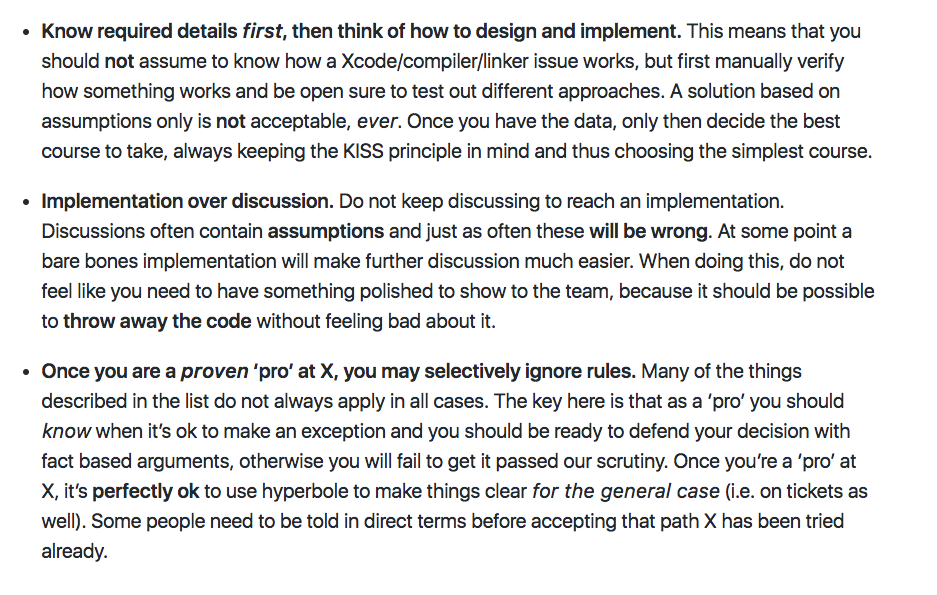 • Know required details first, then think of how to design and implement. This means that you
should not assume to know how a Xcode/compiler/linker issue works, but first manually verify
how something works and be open sure to test out different approaches. A solution based on
assumptions only is not acceptable, ever. Once you have the data, only then decide the best
course to take, always keeping the KISS principle in mind and thus choosing the simplest course.
• Implementation over discussion. Do not keep discussing to reach an implementation.
Discussions often contain assumptions and just as often these will be wrong. At some point a
bare bones implementation will make further discussion much easier. When doing this, do not
feel like you need to have something polished to show to the team, because it should be possible
to throw away the code without feeling bad about it.
• Once you are a proven ‘pro’ at X, you may selectively ignore rules. Many of the things
described in the list do not always apply in all cases. The key here is that as a ‘pro’ you should
know when it’s ok to make an exception and you should be ready to defend your decision with
fact based arguments, otherwise you will fail to get it passed our scrutiny. Once you’re a ‘pro’ at
X, it’s perfectly ok to use hyperbole to make things clear for the general case (i.e. on tickets as
well). Some people need to be told in direct terms before accepting that path X has been tried
already.